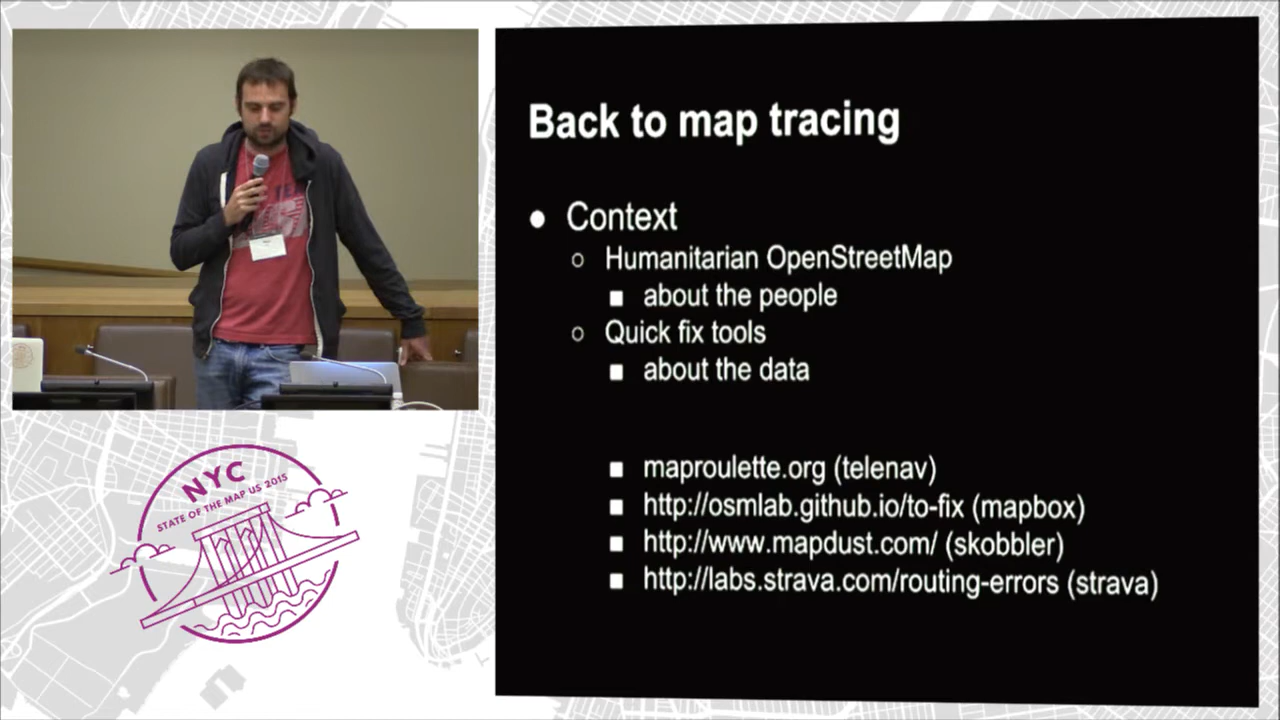 Back to map tracing
● Context
○ Humanitarian OpenStreetMap
■ about the people
○ Quick fix tools
■ about the data
■ maproulette.org (telenav)
■ http://osmlab.github.io/to-fix (mapbox)
■ http://www.mapdust.com/ (skobbler)
■ http://labs.strava.com/routing-errors (strava)
NYC
STATE OF THE MAP US 2015